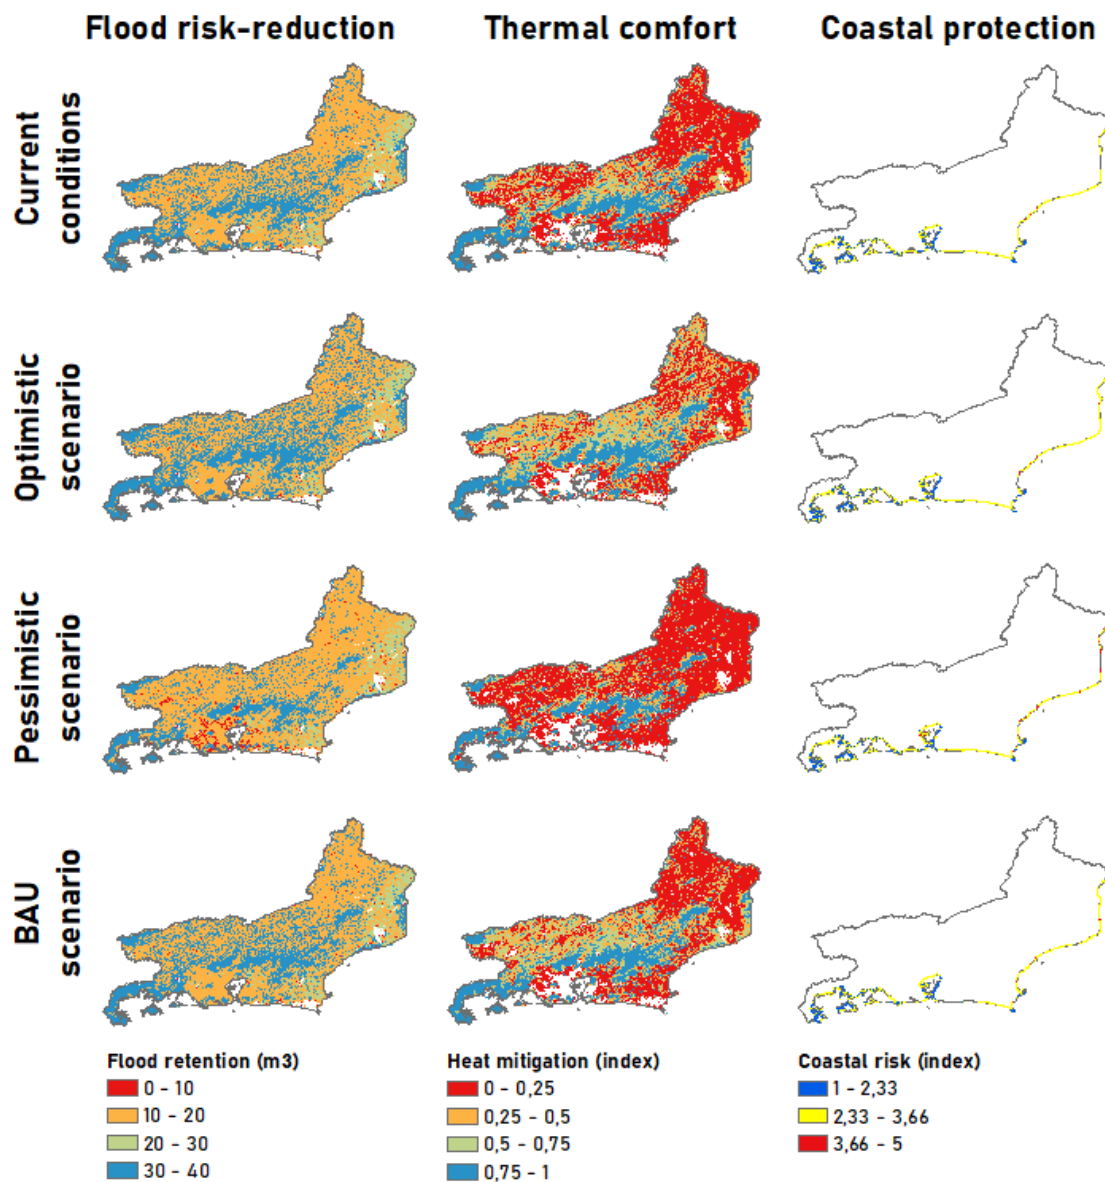 Flood risk-reduction
Thermal comfort
Coastal protection
Current
conditions
Optimistic
scenario
Pessimistic
scenario
BAU
scenario
Flood retention (m3)
0 - 10
10 - 20
20 - 30
30 - 40
Heat mitigation (index)
0 - 0,25
0,25 - 0,5
0,5 - 0,75
0,75 - 1
Coastal risk (index)
1 - 2,33
2,33 - 3,66
3,66 - 5